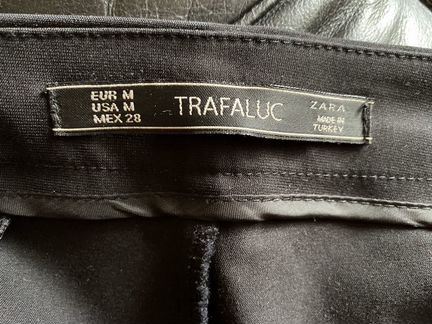 EUR M
USA M
MEX 28
TRAFALUC
ZARA
MADE IN
TURKEY